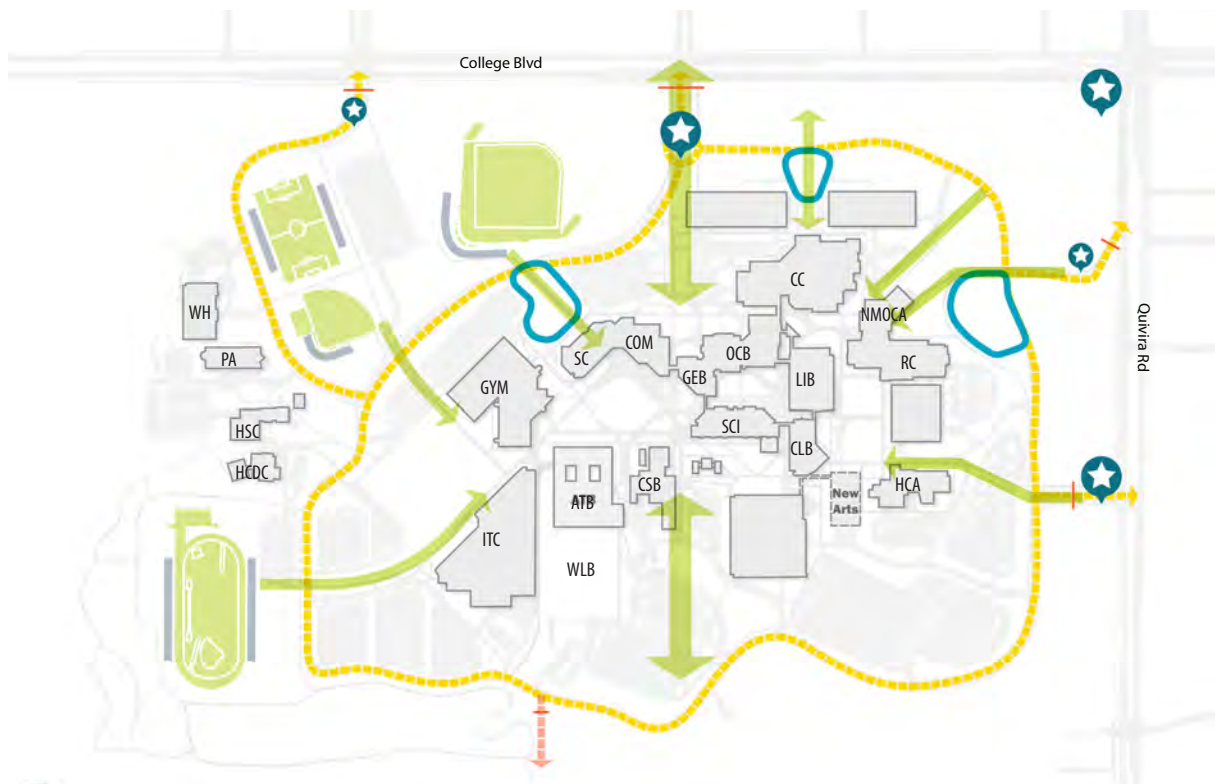 College Blvd
CC
WH
NMOCA
Quivira Rd
COM
OCB
SC
PA
RC
GEB
LIB
GYM
SCI
HSC
CLB
HCDC
CSB
HCA
ATB
New
Arts
ITC
WLB